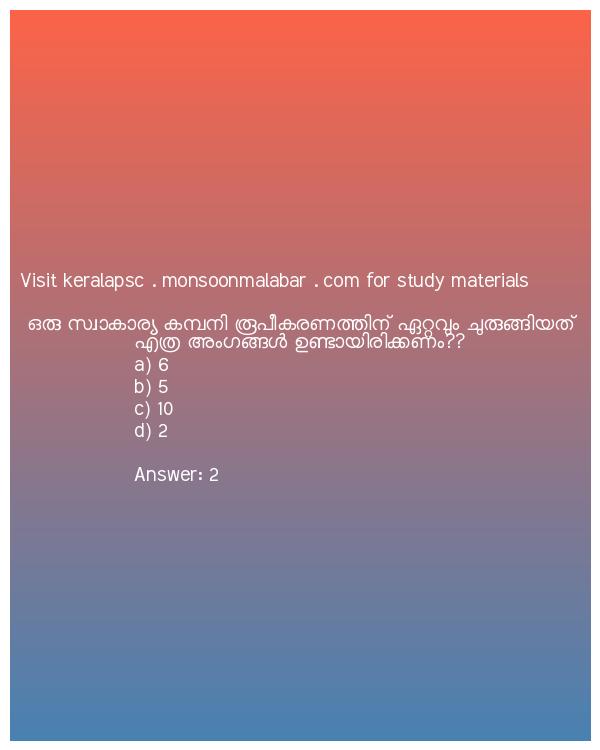 Visit keralapsc . monsoonmalabar . com for study materials
ഒരു സ്വാകാര്യ കമ്പനി രൂപീകരണത്തിന് ഏറ്റവും ചുരുങ്ങിയത്
എത്ര അംഗങ്ങൾ ഉണ്ടായിരിക്കണം??
a) 6
b) 5
c) 10
d) 2
Answer: 2